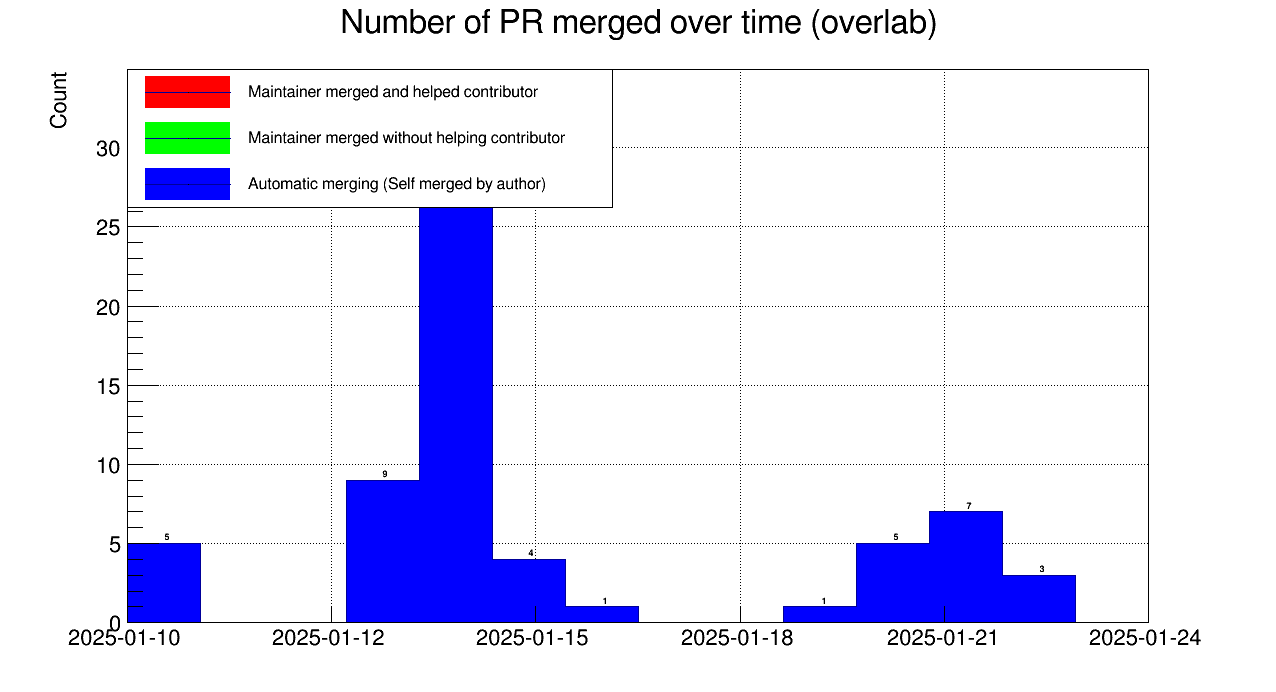 Number of PR merged over time (overlab)
Count
Maintainer merged and helped contributor
Maintainer merged without helping contributor
Automatic merging (Self merged by author)
30
25
20
15
10
5
0
5
9
4
1
1
5
7
3
2025-01-10 2025-01-12 2025-01-15 2025-01-18 2025-01-21 2025-01-24